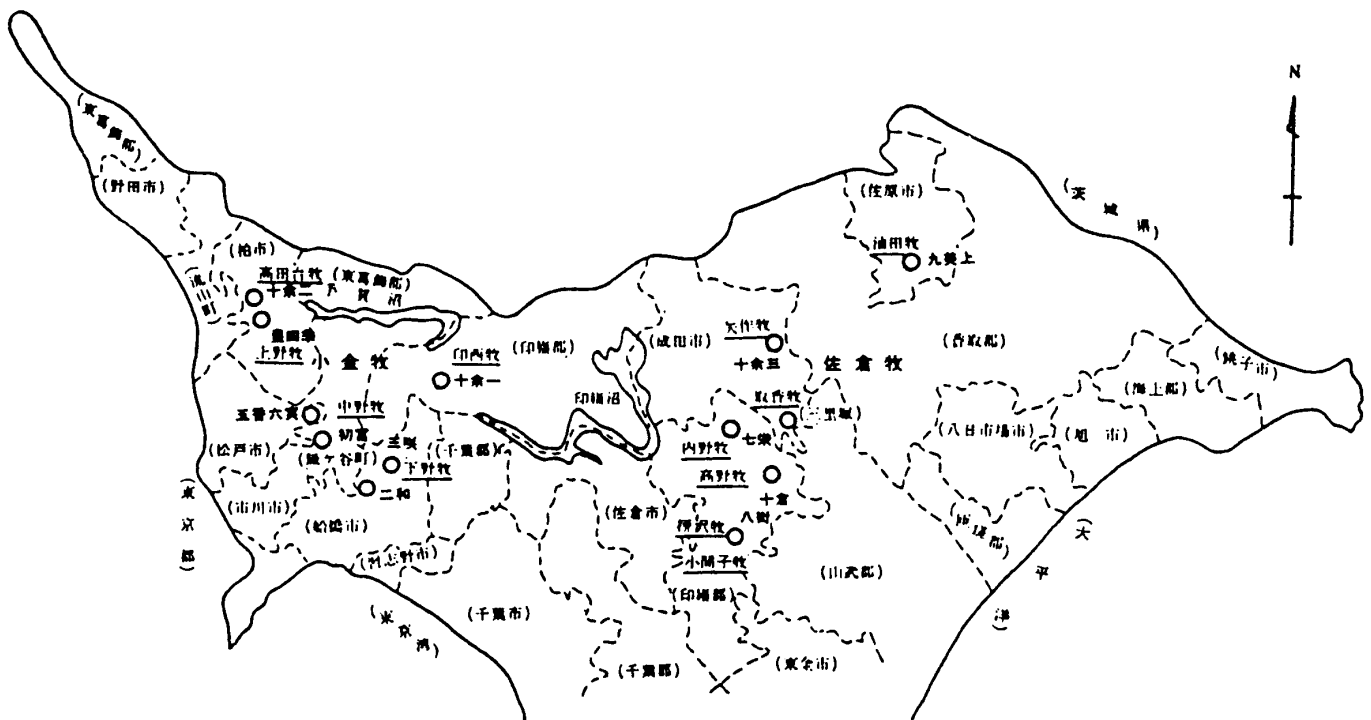 N
(東葛飾郡)
(野田市)
(茨城県)
(佐原市)
油田牧
九美上
(柏市)
高田台牧
(東葛飾郡)
十余二
手賀沼
豊四季
上野牧
小金牧
印西牧
(印旛郡)
十余一
(成田市)
矢作牧
十余三
佐倉牧
(香取郡)
(銚子市)
(海上郡)
印旛沼
取香牧
(三里塚)
五香六実
中野牧
初富
三咲
(松戸市)
(鎌ヶ谷町)
下野牧
(千葉郡)
二和
内野牧
七栄
高野牧
十倉
(八日市場市)
(旭市)
(東京都)
(市川市)
(船橋市)
(習志野市)
(佐倉市)
八街
柳沢牧
小間子牧
(印旛郡)
(山武郡)
(匝瑳郡)
(太平洋)
(千葉市)
(東京湾)
(千葉郡)
(東金市)